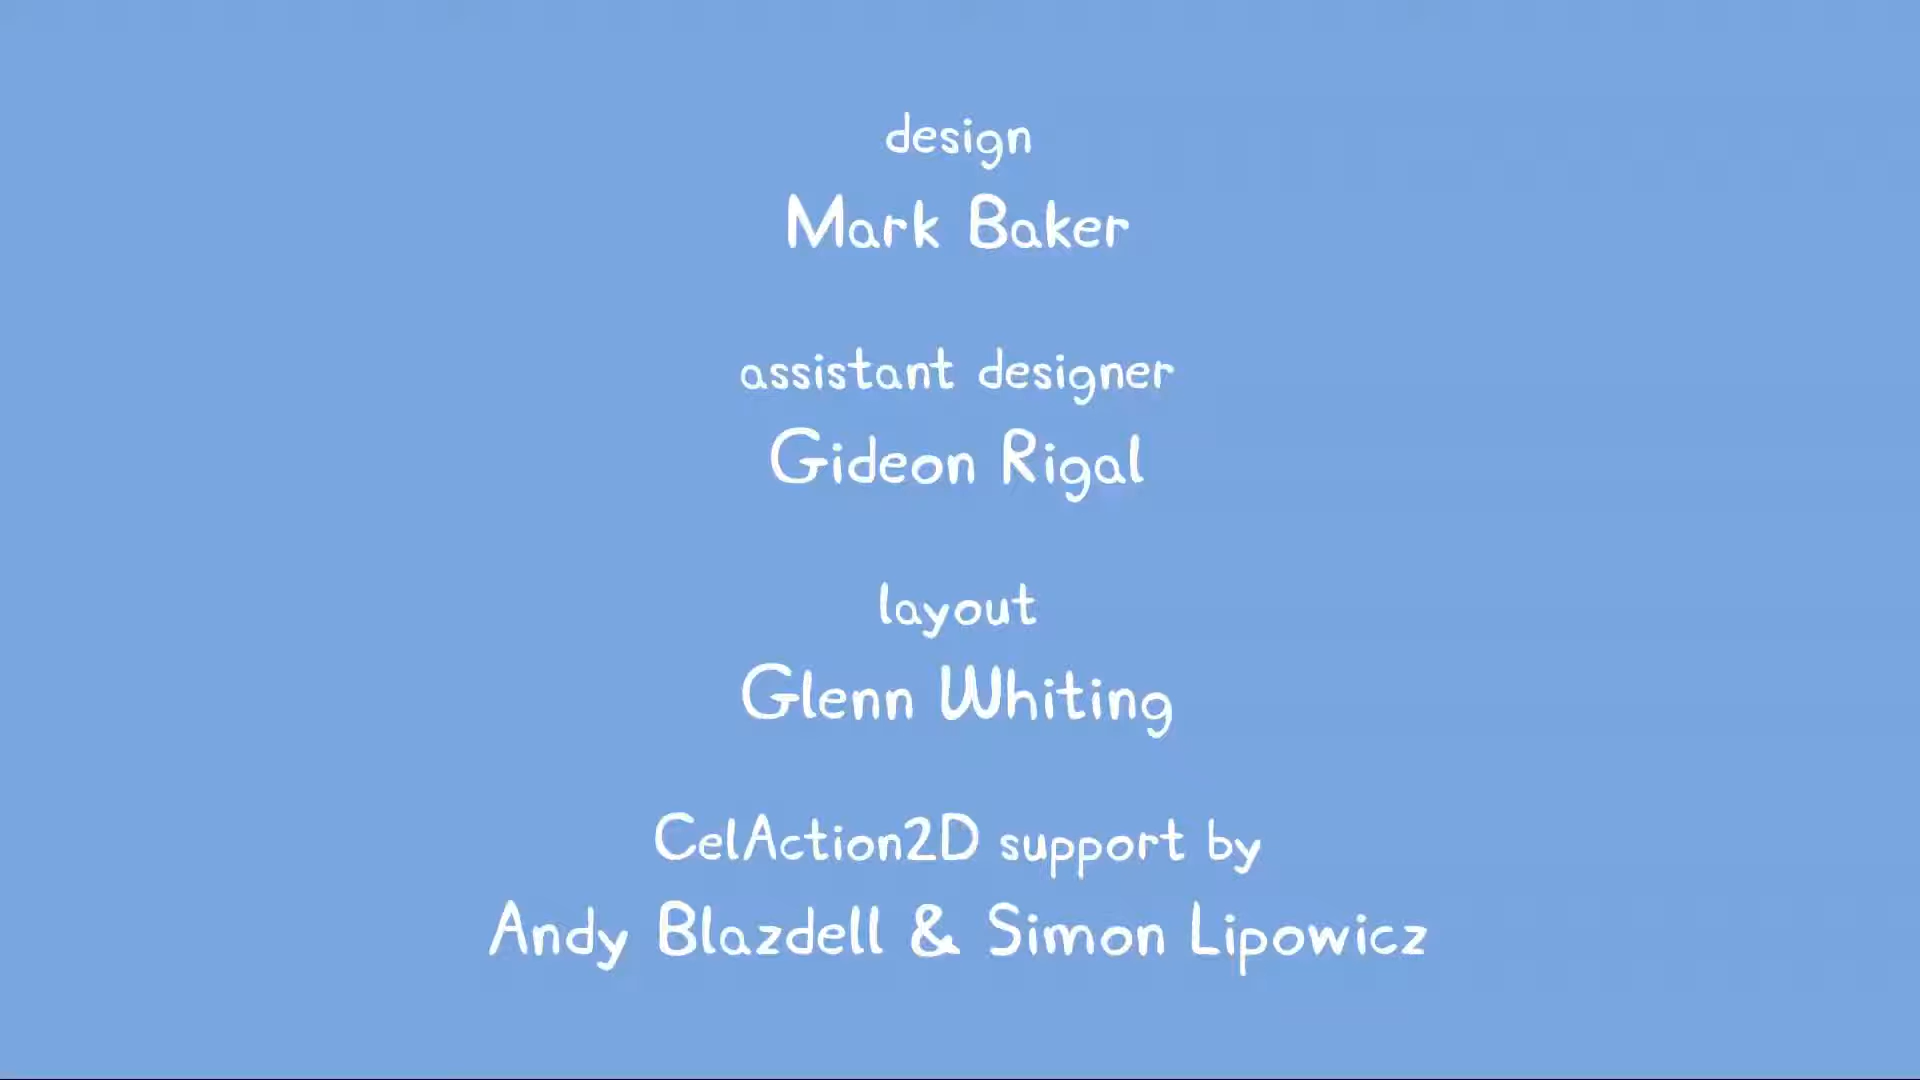 design
Mark Baker
assistant designer
Gideon Rigal
layout
Glenn Whiting
CelAction2D support by
Andy Blazdell & Simon Lipowicz